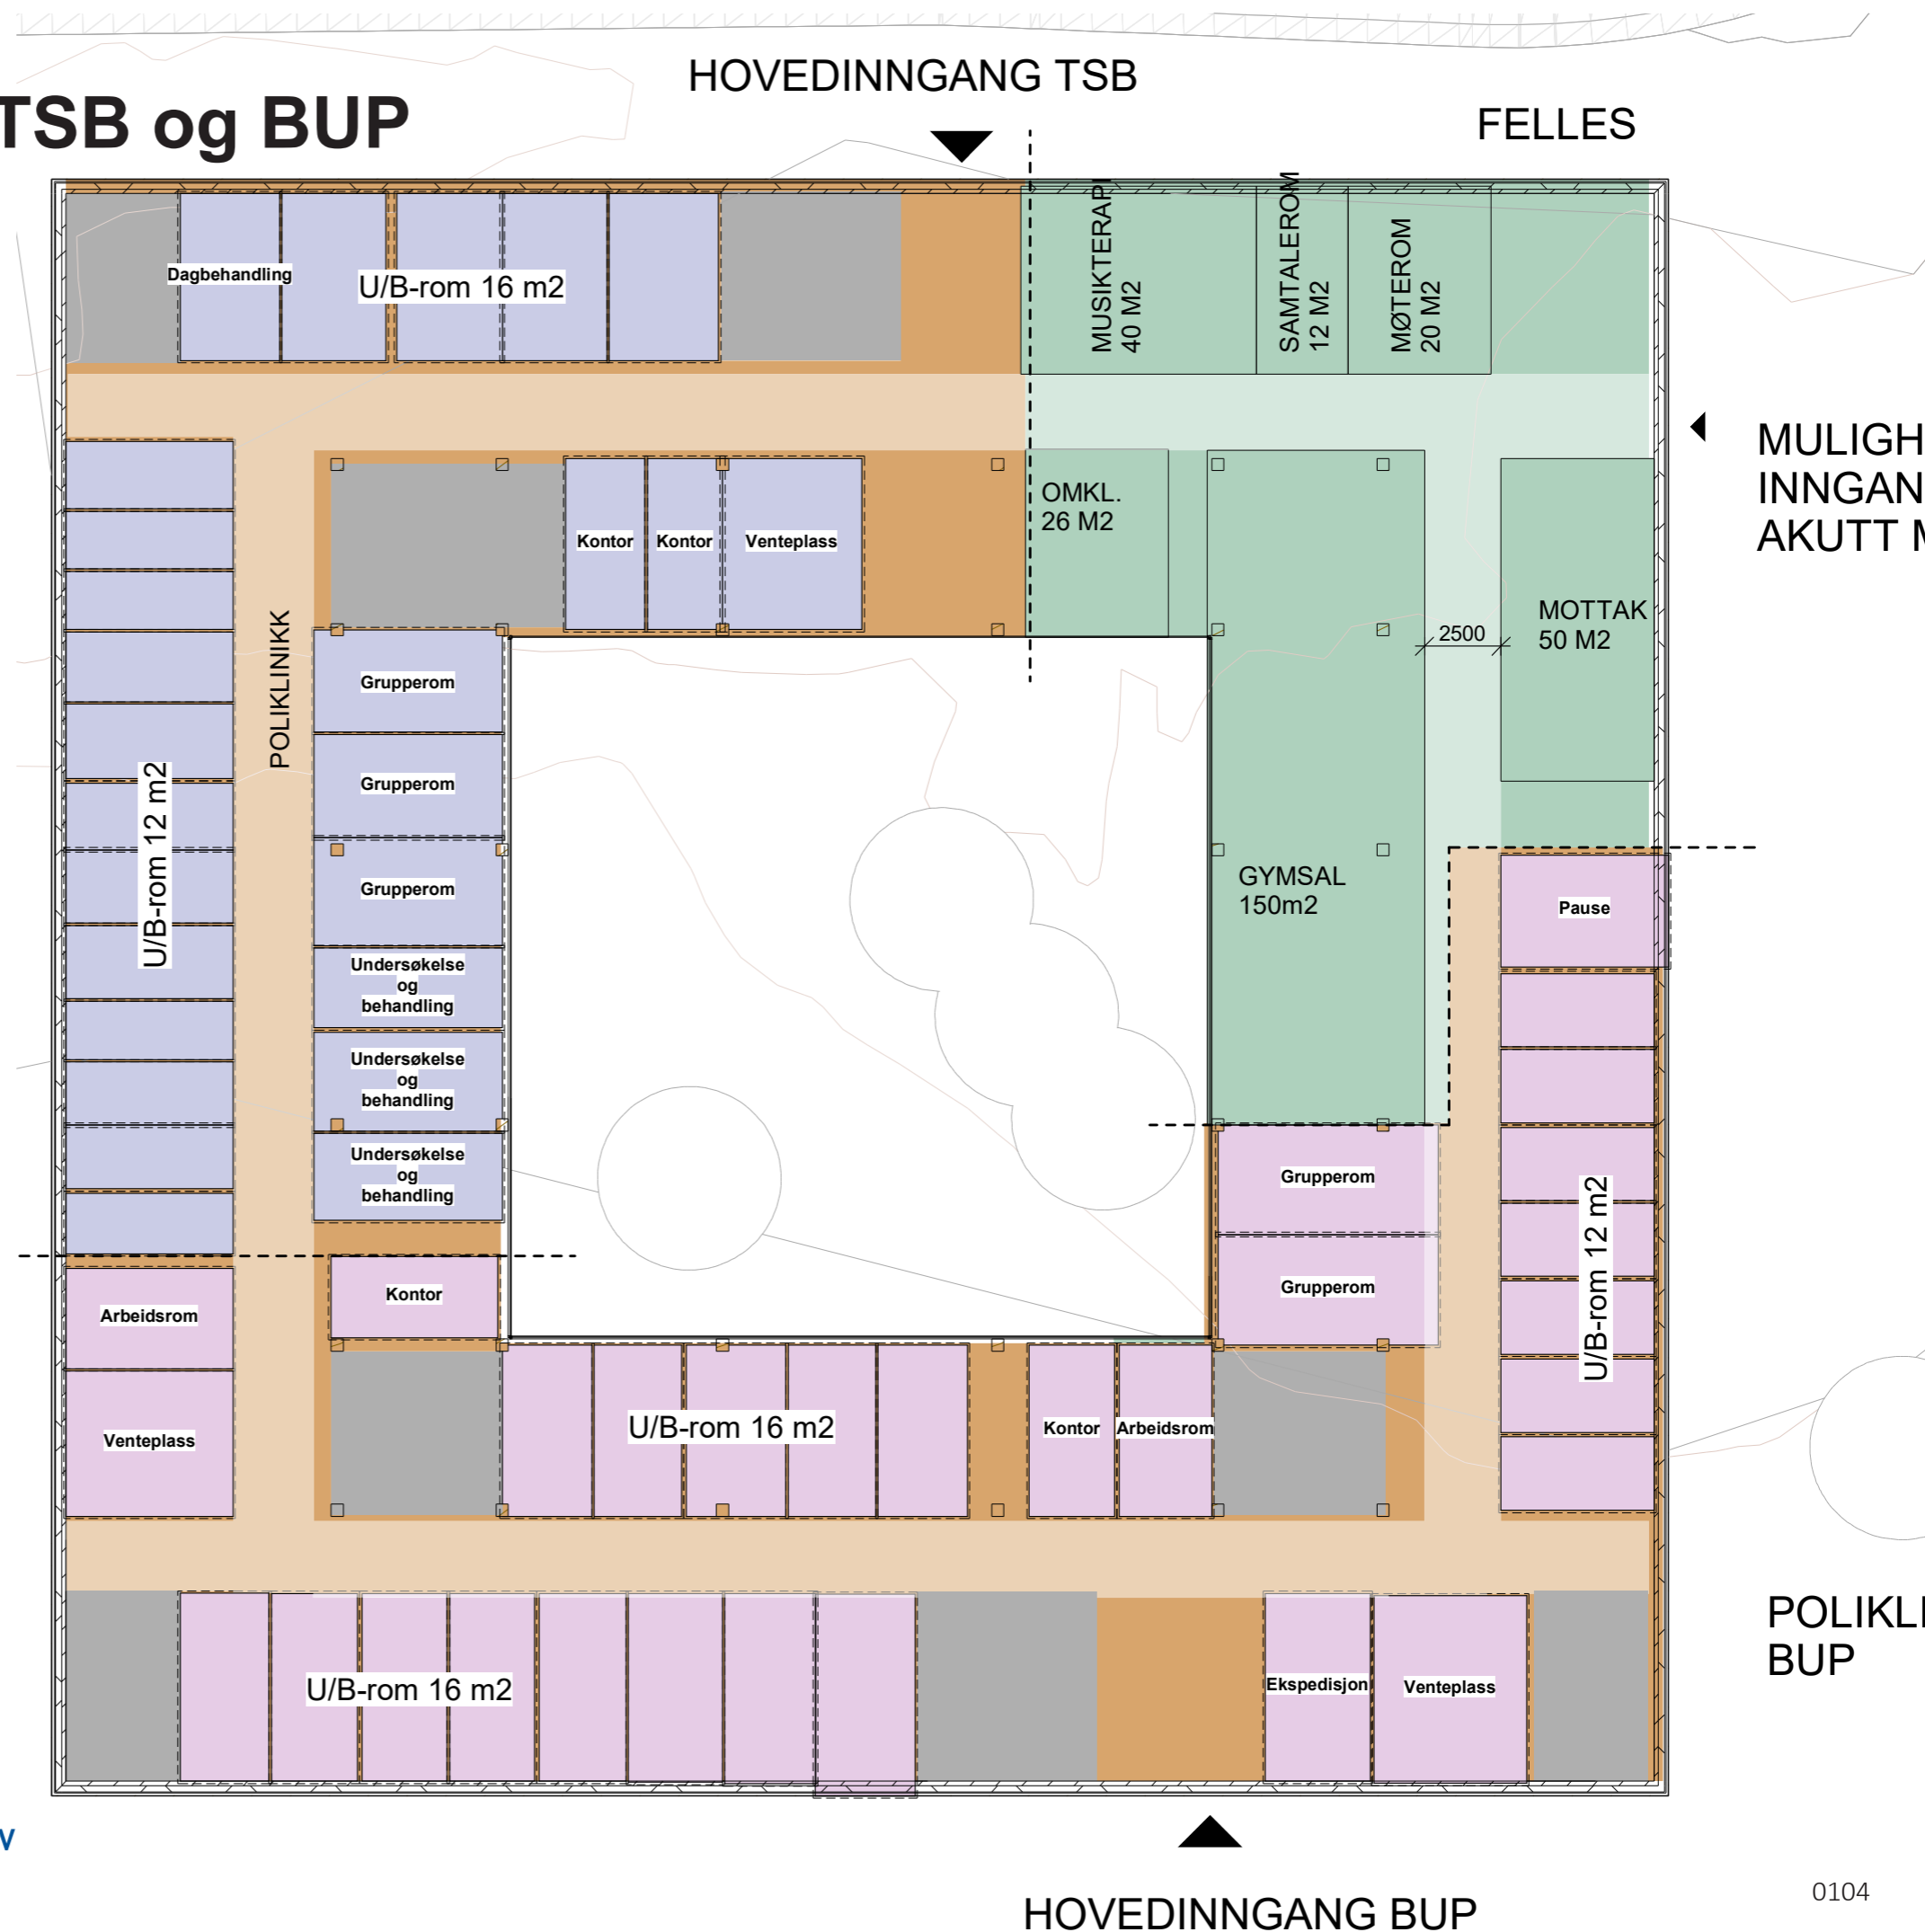 HOVEDINNGANG TSB
TSB og BUP
FELLES
MUSIKTERAPI
40 M2
SAMTALEROM
12 M2
MØTEROM
20 M2
Dagbehandling
U/B-rom 16 m2
MULIGH
INNGAN
AKUTT M
OMKL.
26 M2
Kontor
Kontor
Venteplass
MOTTAK
50 M2
2500
POLIKLINIKK
Grupperom
Grupperom
Grupperom
U/B-rom 12 m2
GYMSAL
150m2
Pause
Undersøkelse
og
behandling
Undersøkelse
og
behandling
Undersøkelse
og
behandling
Grupperom
Grupperom
U/B-rom 12 m2
Kontor
Arbeidsrom
Venteplass
U/B-rom 16 m2
Kontor
Arbeidsrom
POLIKLI
BUP
U/B-rom 16 m2
Ekspedisjon
Venteplass
HOVEDINNGANG BUP
0104